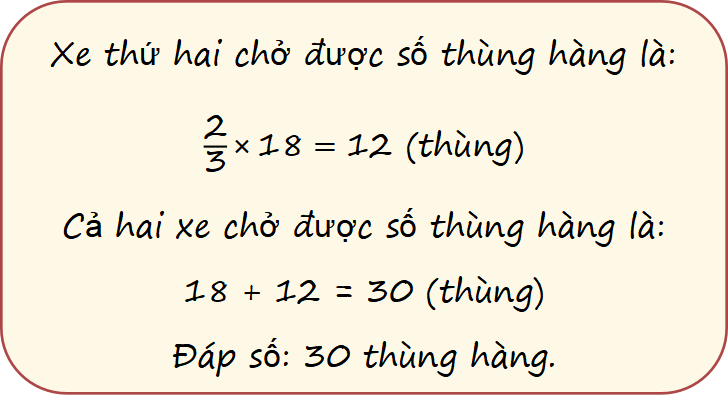 Xe thứ hai chở được số thùng hàng là:
2/3 × 18 = 12 (thùng)
Cả hai xe chở được số thùng hàng là:
18 + 12 = 30 (thùng)
Đáp số: 30 thùng hàng.